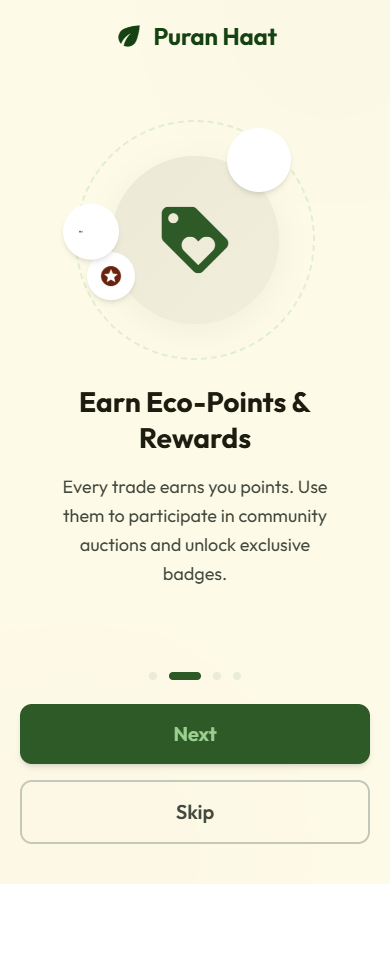 Puran Haat
Earn Eco-Points &
Rewards
Every trade earns you points. Use
them to participate in community
auctions and unlock exclusive
badges.
Next
Skip